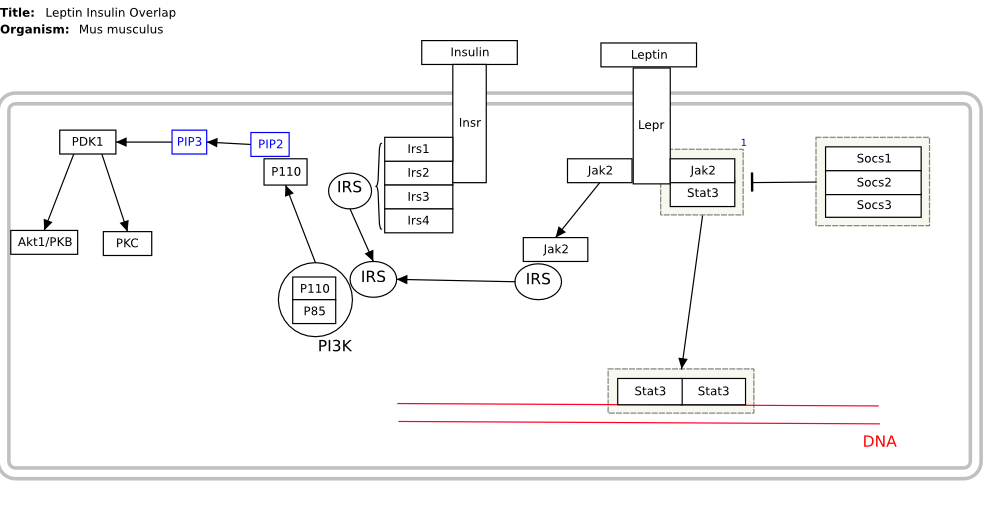 Title: Leptin Insulin Overlap
Organism: Mus musculus
Insulin
Leptin
Insr
Lepr
1
PDK1
PIP3
PIP2
P110
IRS
Irs1
Irs2
Irs3
Irs4
Jak2
Jak2
Stat3
Socs1
Socs2
Socs3
Akt1/PKB
PKC
Jak2
IRS
IRS
P110
P85
PI3K
Stat3
Stat3
DNA